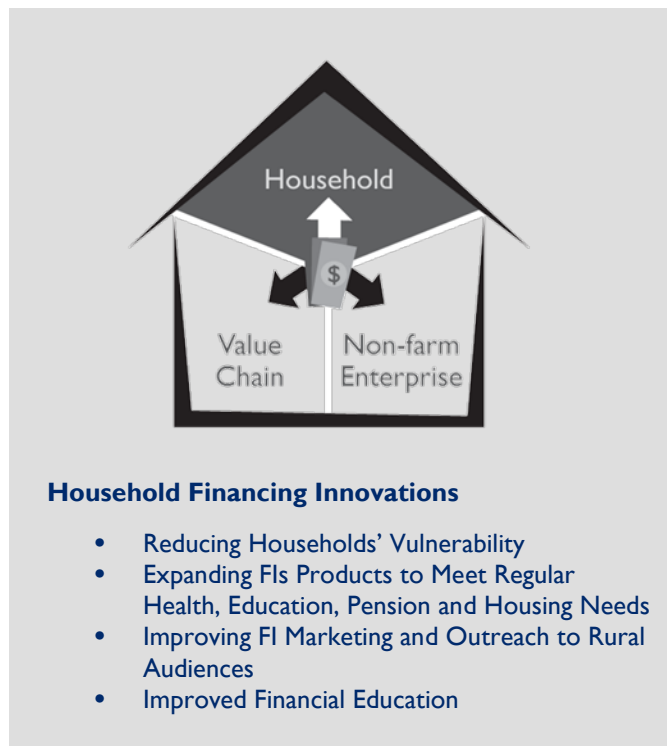 Household
$
Value
Chain
Non-farm
Enterprise
Household Financing Innovations
• Reducing Households’ Vulnerability
• Expanding FIs Products to Meet Regular
Health, Education, Pension and Housing Needs
• Improving FI Marketing and Outreach to Rural
Audiences
• Improved Financial Education